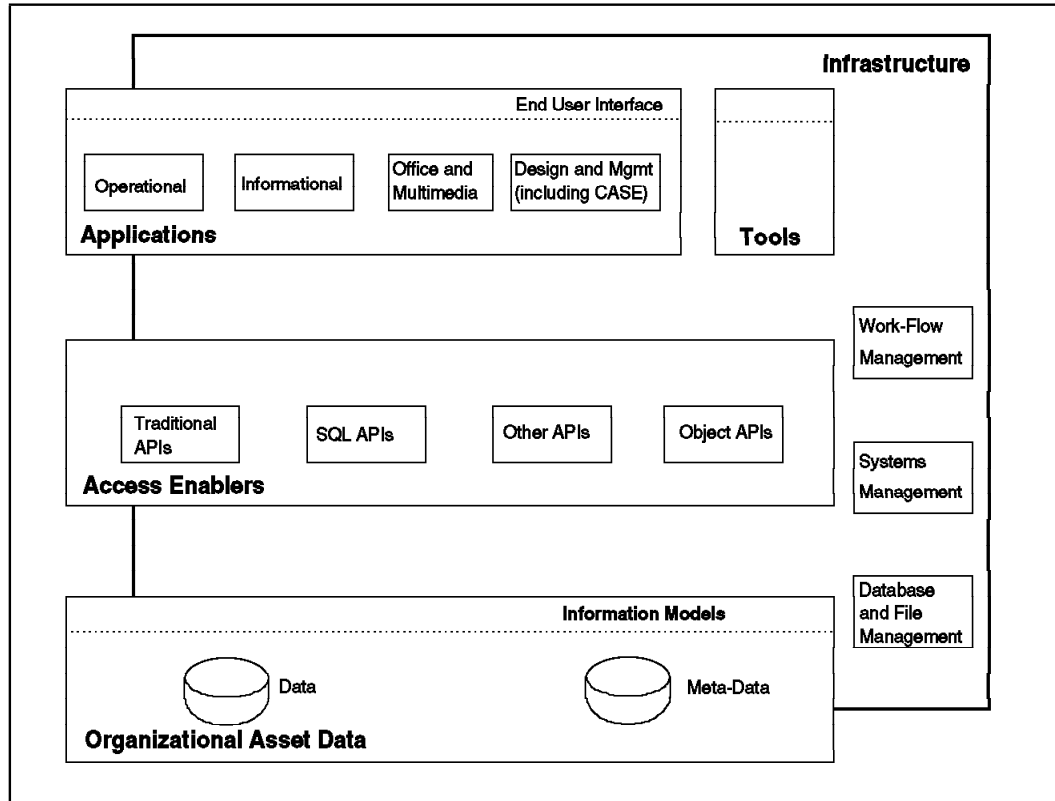 Infrastructure
End User Interface
Operational
Informational
Office and
Multimedia
Design and Mgmt
(including CASE)
Applications
Tools
Work-Flow
Management
Traditional
APIs
SQL APIs
Other APIs
Object APIs
Access Enablers
Systems
Management
Database
and File
Management
Information Models
Data
Meta-Data
Organizational Asset Data